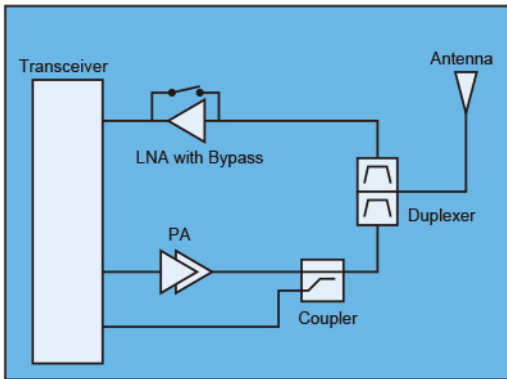 Transceiver
Antenna
LNA with Bypass
Duplexer
PA
Coupler